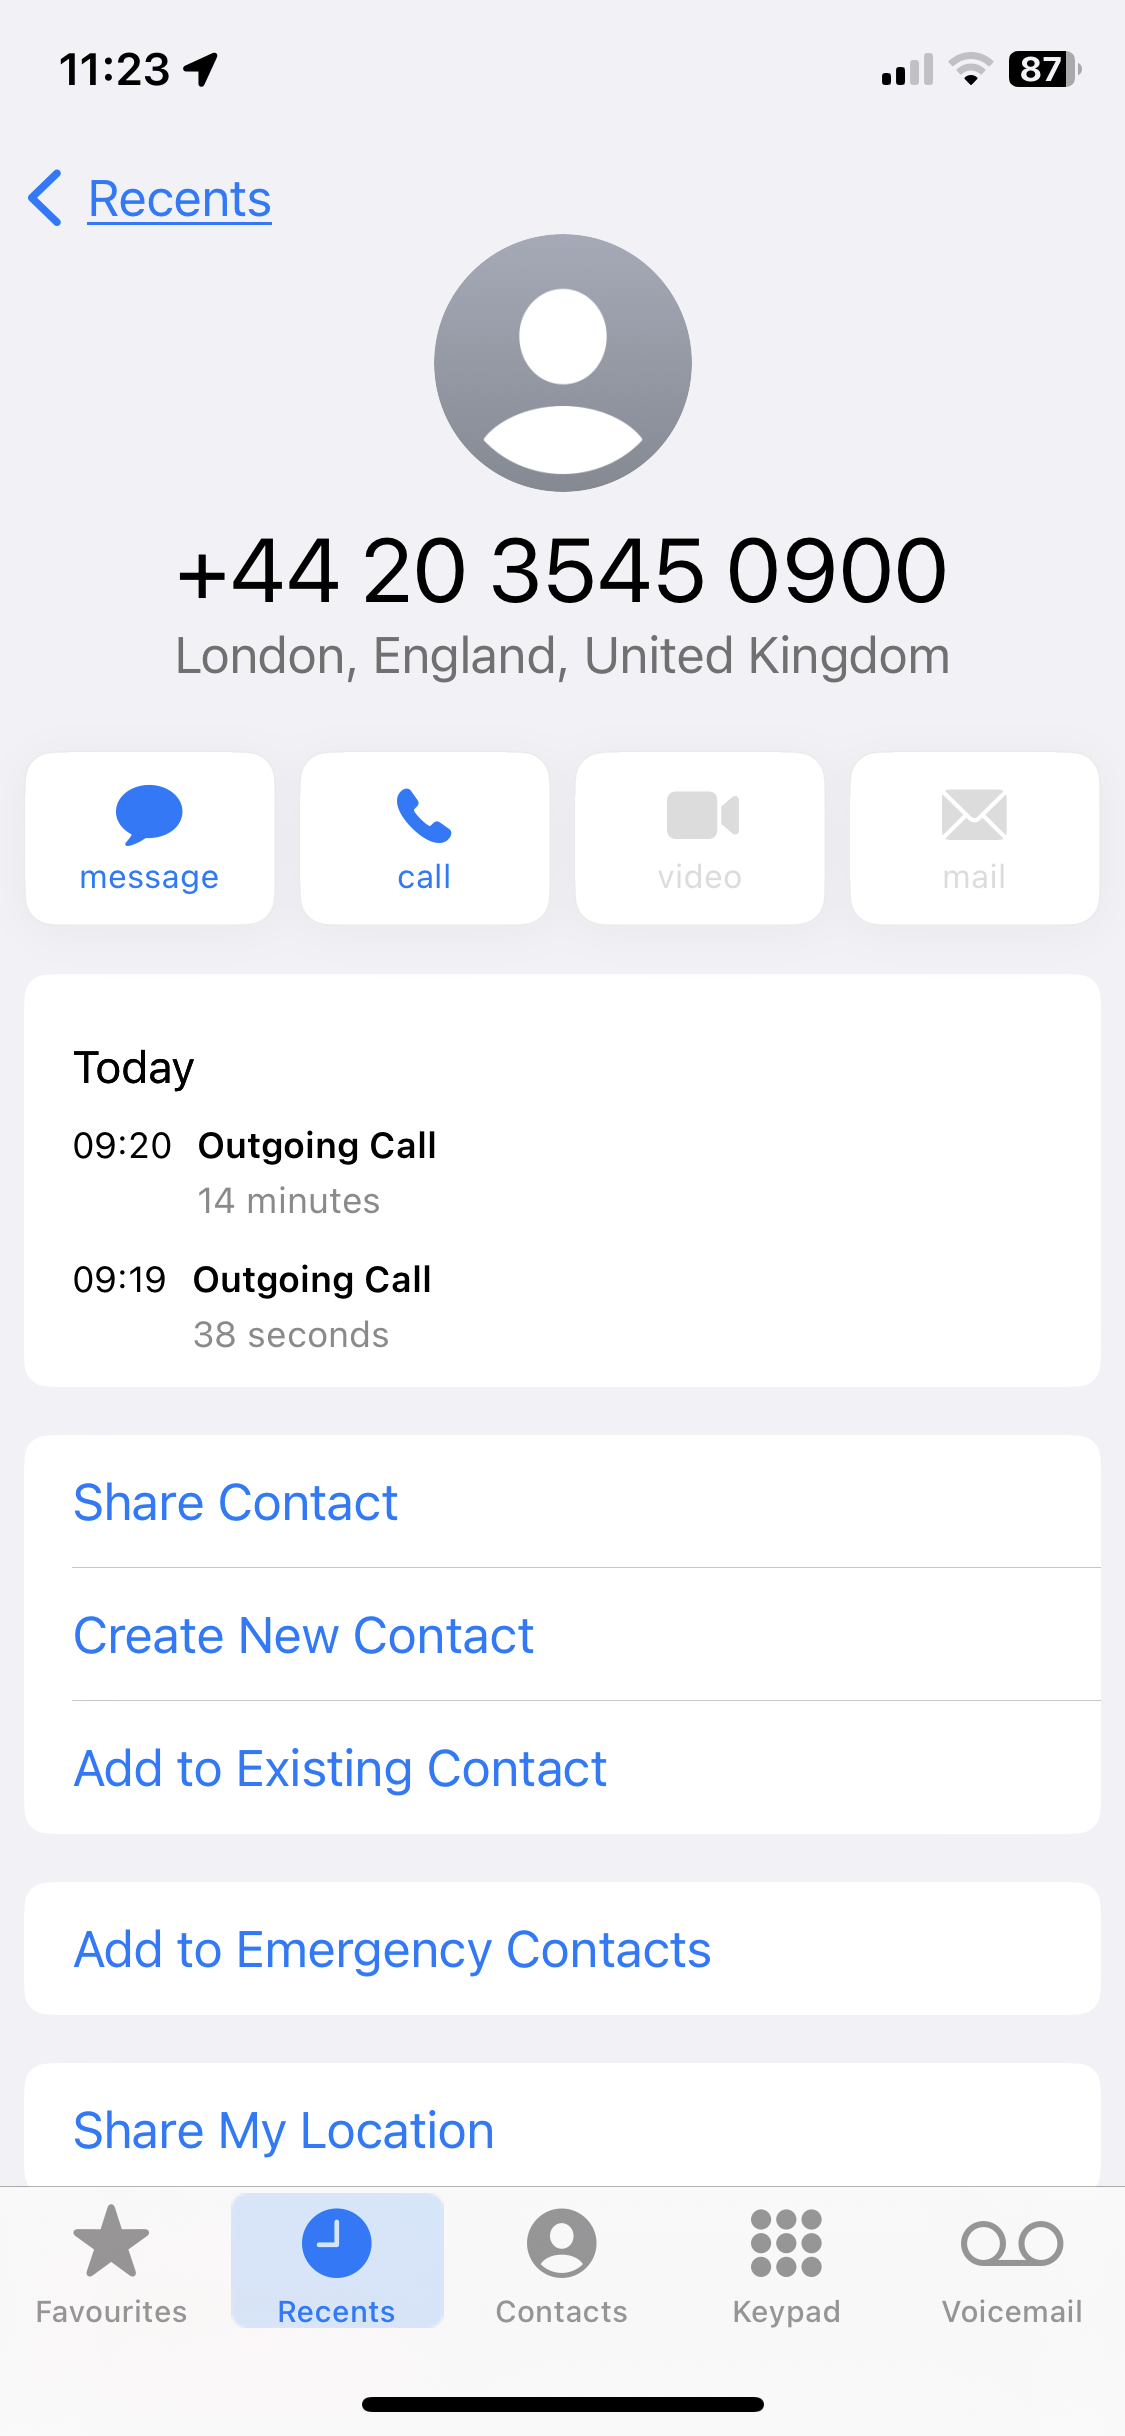 11:23
87
Recents
+44 20 3545 0900
London, England, United Kingdom
message call video mail
Today
09:20 Outgoing Call
14 minutes
09:19 Outgoing Call
38 seconds
Share Contact
Create New Contact
Add to Existing Contact
Add to Emergency Contacts
Share My Location
Favourites Recents Contacts Keypad Voicemail